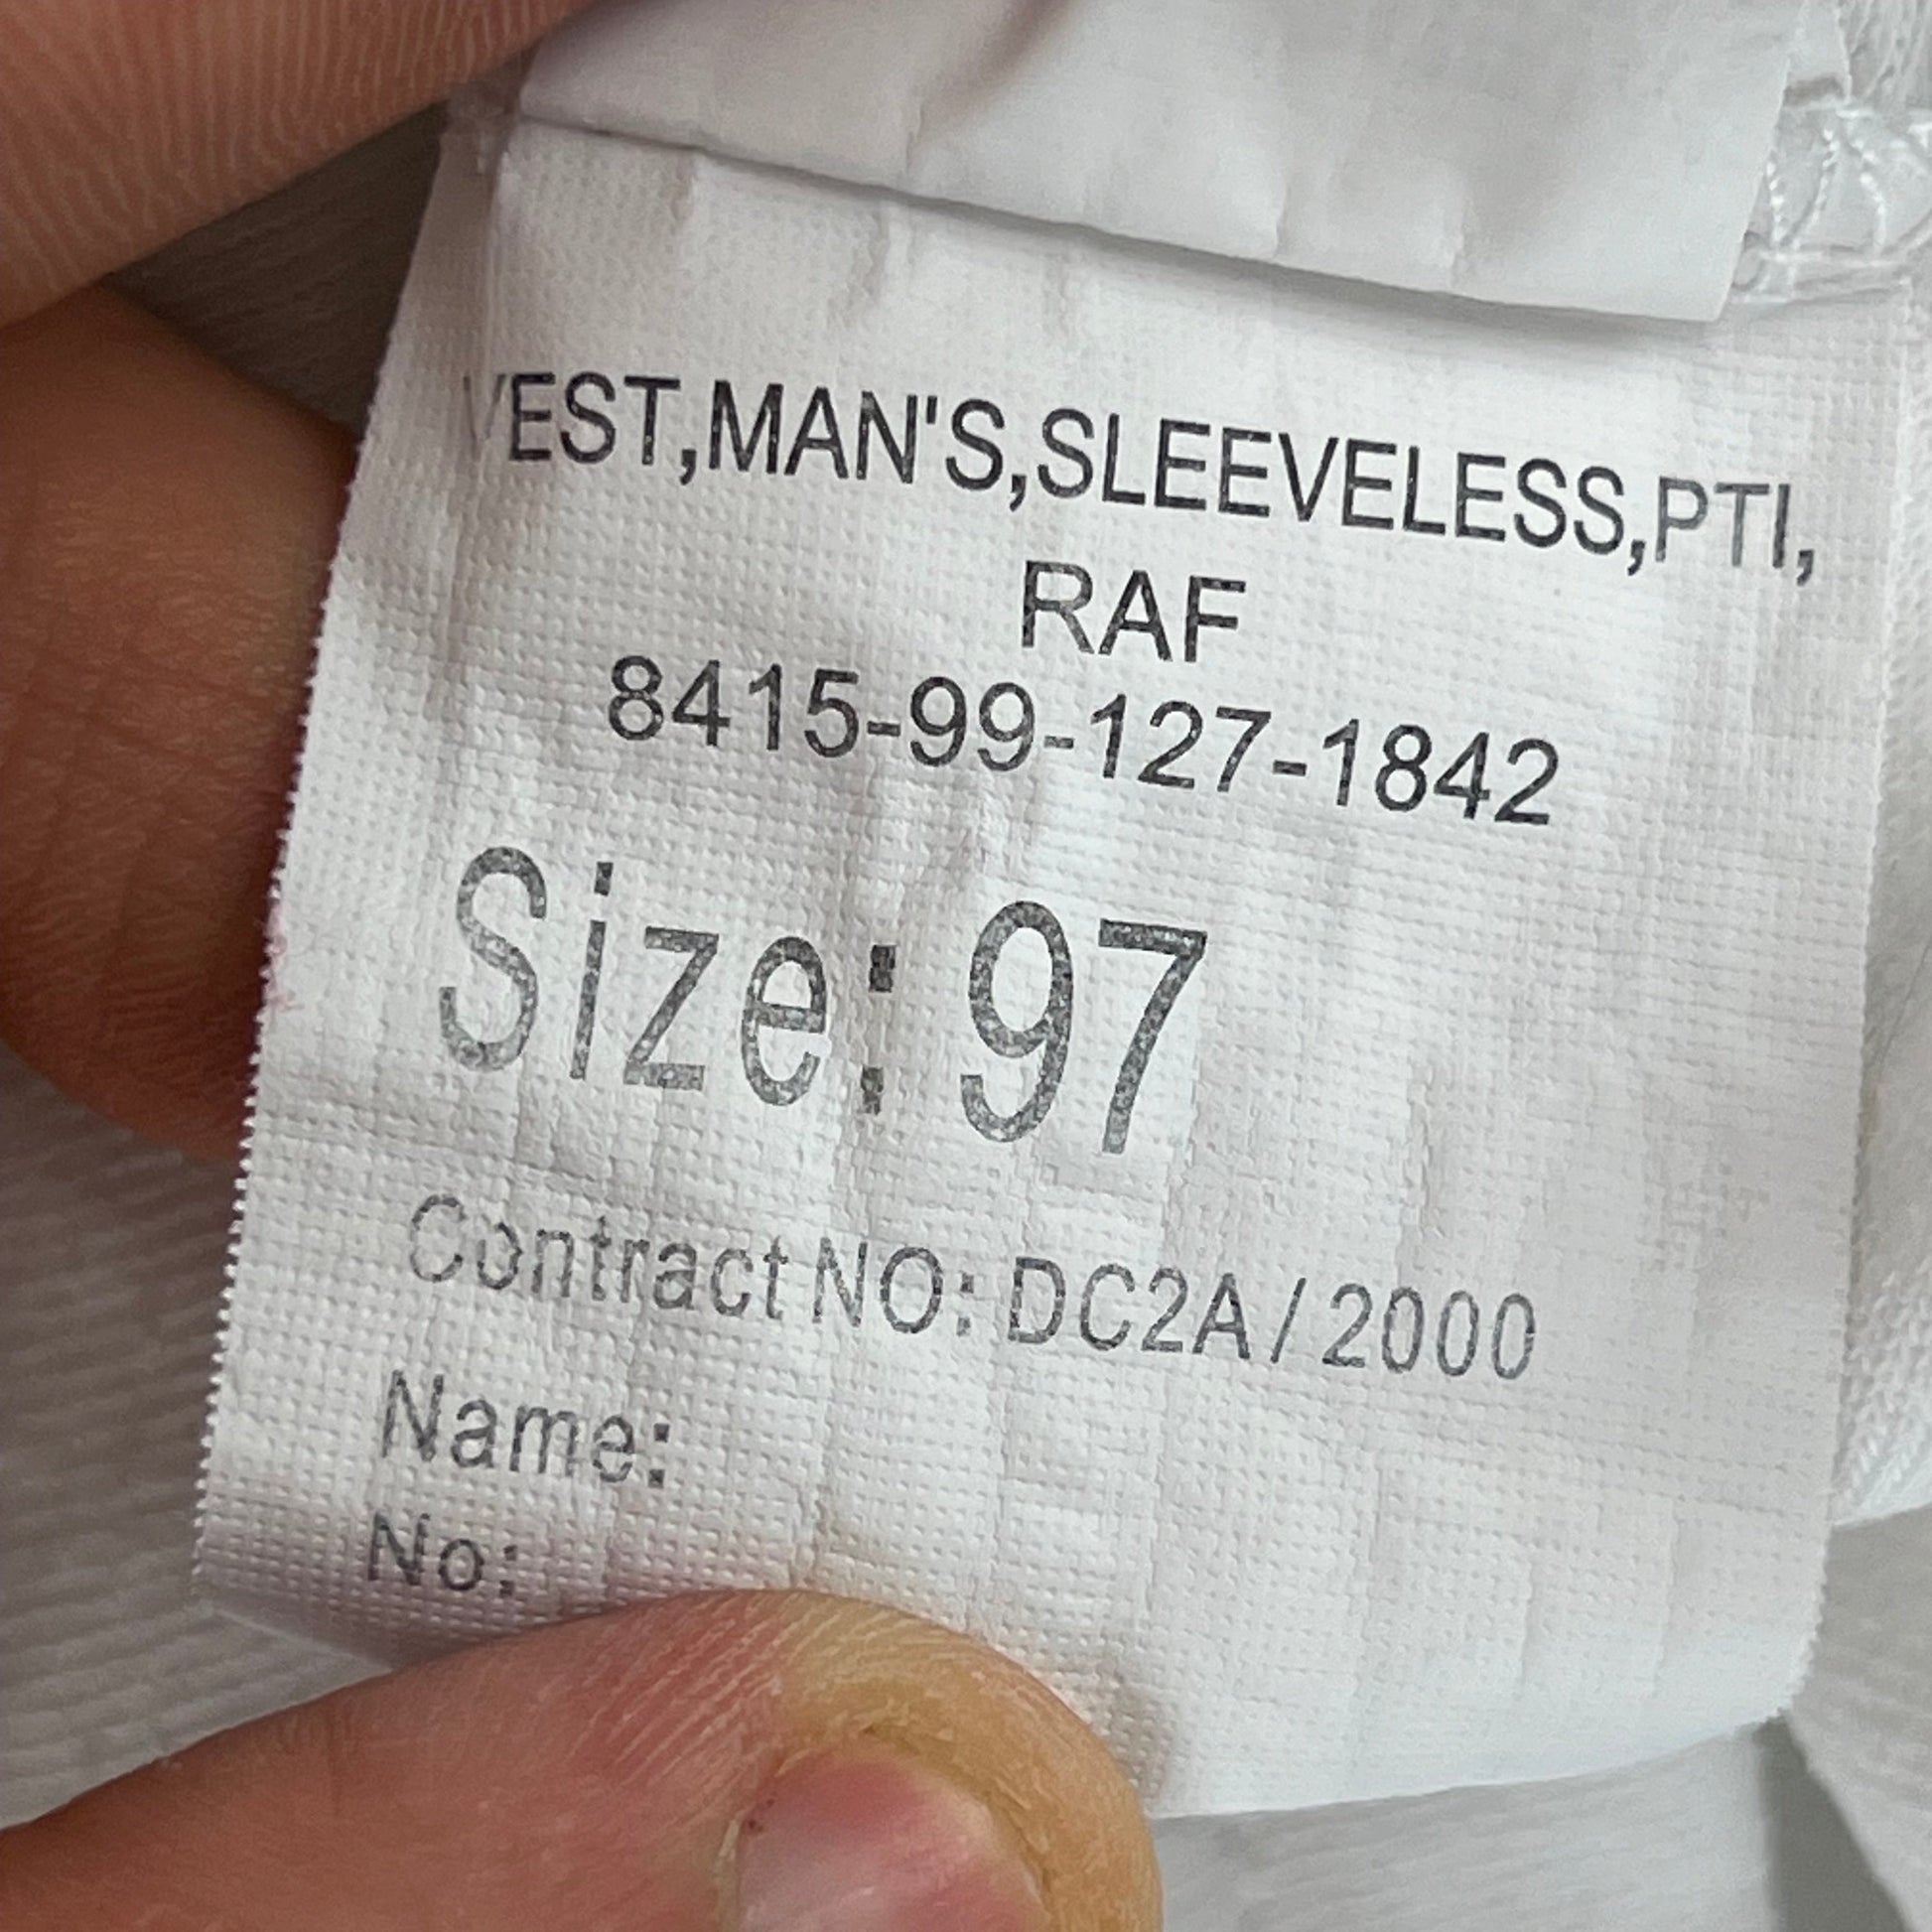 VEST,MAN'S,SLEEVELESS,PTI,
RAF
8415-99-127-1842
Size: 97
Contract NO: DC2A/2000
Name:
No: